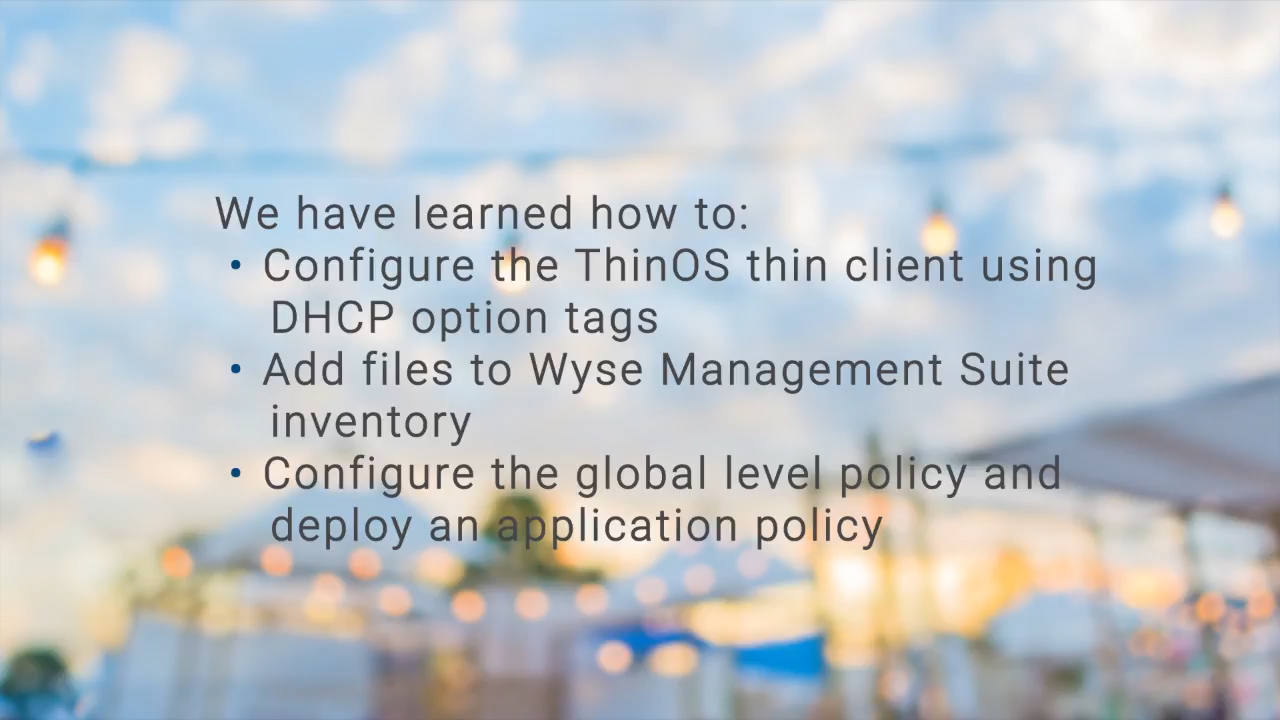 We have learned how to:
• Configure the ThinOS thin client using
DHCP option tags
• Add files to Wyse Management Suite
inventory
• Configure the global level policy and
deploy an application policy